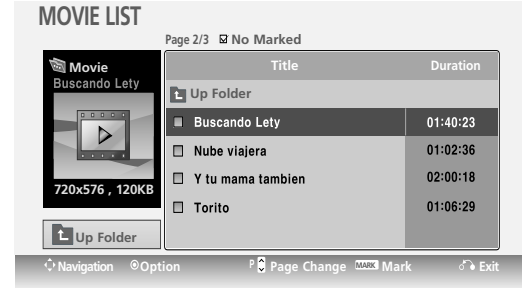 MOVIE LIST
Page 2/3 No Marked
Movie
Buscando Lety
720x576 , 120KB
Up Folder
Title Duration
Up Folder
Buscando Lety 01:40:23
Nube viajera 01:02:36
Y tu mama tambien 02:00:18
Torito 01:06:29
Navigation Option P Page Change MARK Mark Exit